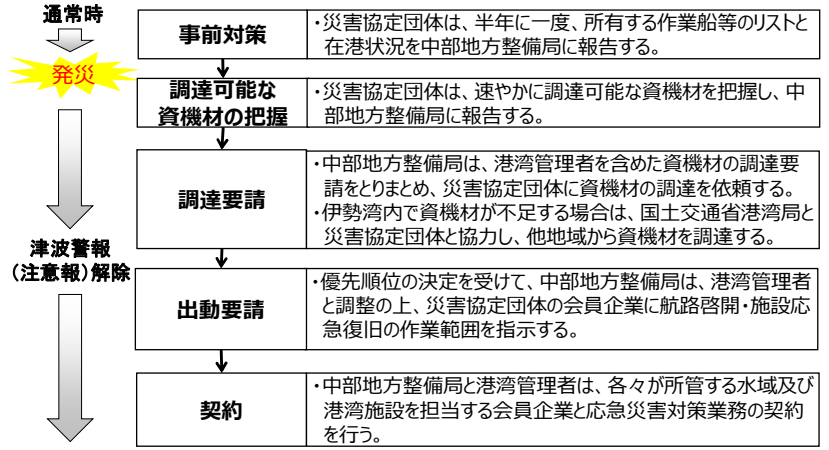 通常時
事前対策
・災害協定団体は、半年に一度、所有する作業船等のリストと
在港状況を中部地方整備局に報告する。
発災
調達可能な
資機材の把握
・災害協定団体は、速やかに調達可能な資機材を把握し、中
部地方整備局に報告する。
調達要請
・中部地方整備局は、港湾管理者を含めた資機材の調達要
請をとりまとめ、災害協定団体に資機材の調達を依頼する。
・伊勢湾内で資機材が不足する場合は、国土交通省港湾局と
災害協定団体と協力し、他地域から資機材を調達する。
津波警報
（注意報）解除
出動要請
・優先順位の決定を受けて、中部地方整備局は、港湾管理者
と調整の上、災害協定団体の会員企業に航路啓開・施設応
急復旧の作業範囲を指示する。
契約
・中部地方整備局と港湾管理者は、各々が所管する水域及び
港湾施設を担当する会員企業と応急災害対策業務の契約
を行う。